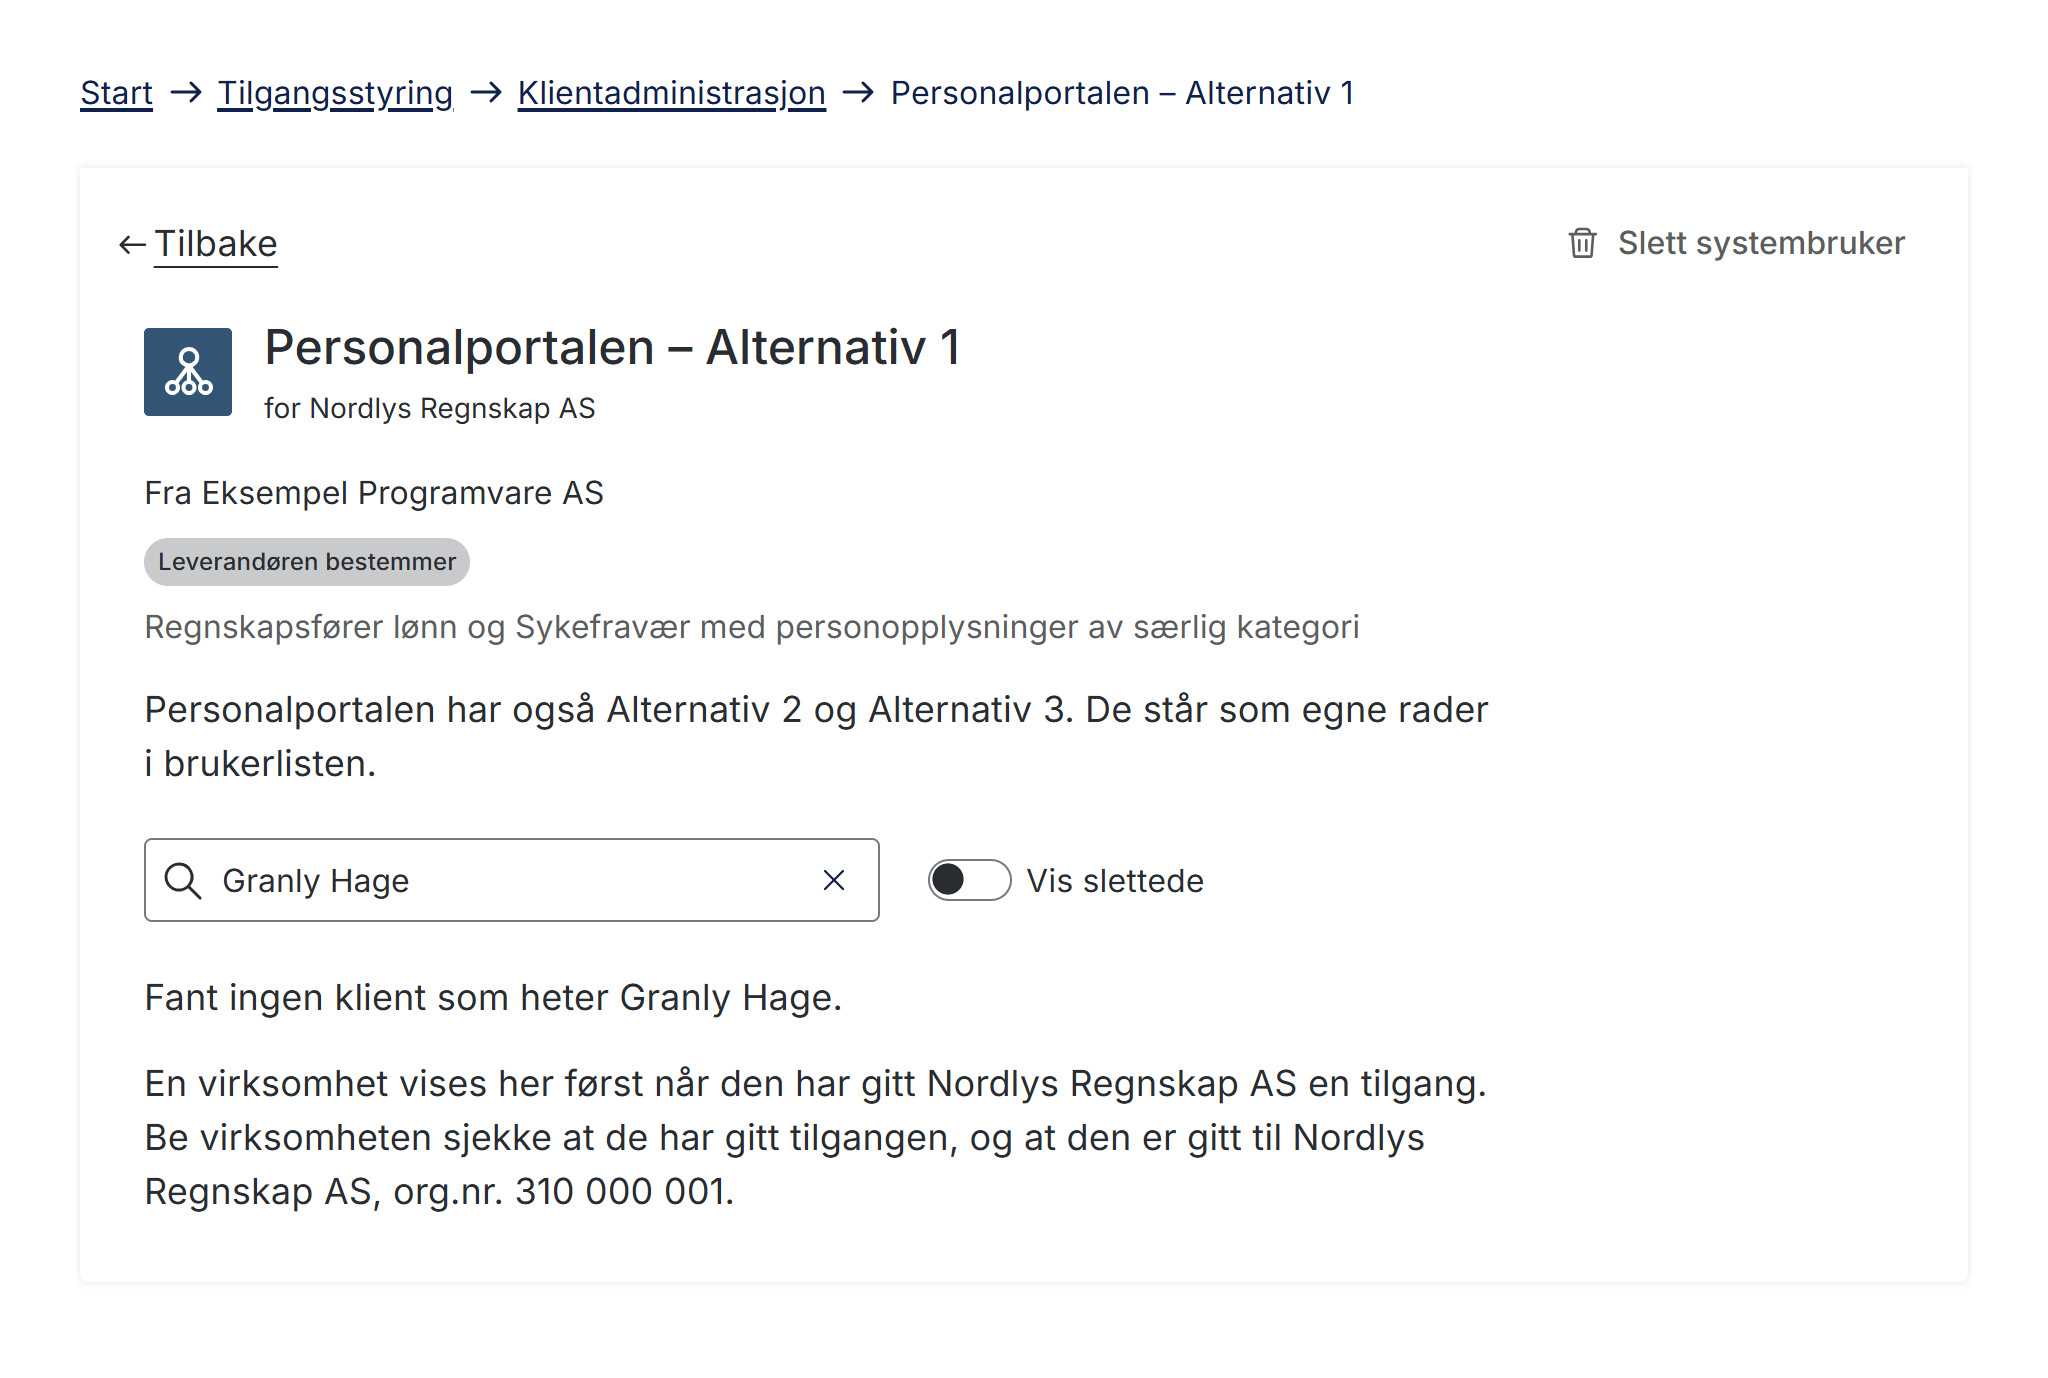 Start → Tilgangsstyring → Klientadministrasjon → Personalportalen – Alternativ 1
← Tilbake
Slett systembruker
Personalportalen – Alternativ 1
for Nordlys Regnskap AS
Fra Eksempel Programvare AS
Leverandøren bestemmer
Regnskapsfører lønn og Sykefravær med personopplysninger av særlig kategori
Personalportalen har også Alternativ 2 og Alternativ 3. De står som egne rader
i brukerlisten.
Granly Hage
Vis slettede
Fant ingen klient som heter Granly Hage.
En virksomhet vises her først når den har gitt Nordlys Regnskap AS en tilgang.
Be virksomheten sjekke at de har gitt tilgangen, og at den er gitt til Nordlys
Regnskap AS, org.nr. 310 000 001.